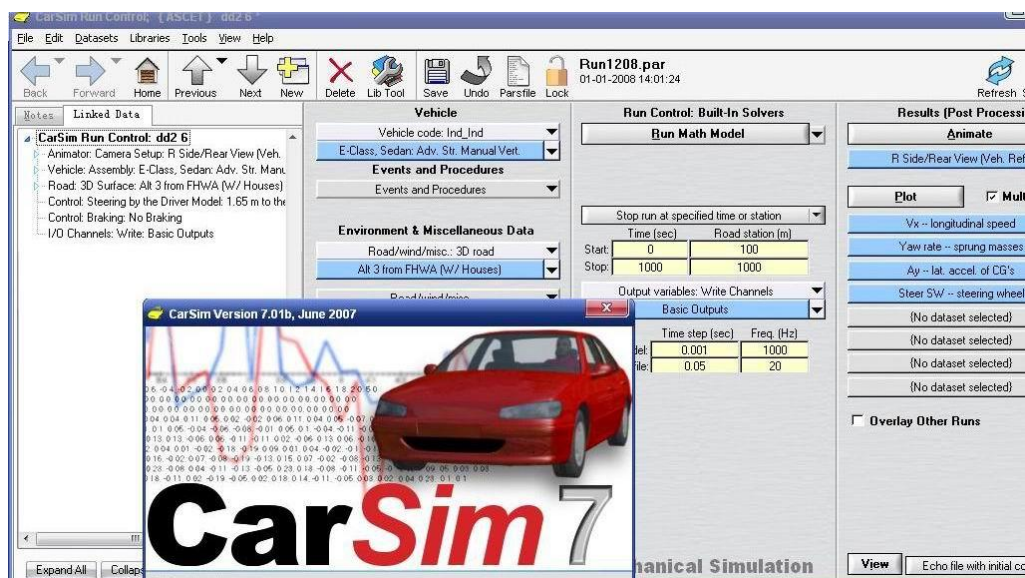 CarSim Run Control; { ASCET } dd2 6 *
File Edit Datasets Libraries Tools View Help
Back Forward Home Previous Next New Delete Lib Tool Save Undo Parsfile Lock
Run1208.par
01-01-2008 14:01:24
Refresh
Notes Linked Data
CarSim Run Control: dd2 6
Animator: Camera Setup: R Side/Rear View (Veh.
Vehicle: Assembly: E-Class, Sedan: Adv. Str. Manu
Road: 3D Surface: Alt 3 from FHWA (W/ Houses)
Control: Steering by the Driver Model: 1.65 m to the
Control: Braking: No Braking
I/O Channels: Write: Basic Outputs
Expand All Collaps
Vehicle
Vehicle code: Ind_Ind
E-Class, Sedan: Adv. Str. Manual Vert.
Events and Procedures
Events and Procedures
Environment & Miscellaneous Data
Road/wind/misc.: 3D road
Alt 3 from FHWA (W/ Houses)
Road/wind/misc.
Run Control: Built-In Solvers
Run Math Model
Stop run at specified time or station
Time (sec) Road station (m)
Start: 0 100
Stop: 1000 1000
Output variables: Write Channels
Basic Outputs
Time step (sec) Freq. (Hz)
del: 0.001 1000
file: 0.05 20
hanical Simulation
Results (Post Processi
Animate
R Side/Rear View (Veh. Ref
Plot Mul
Vx -- longitudinal speed
Yaw rate -- sprung masses
Ay -- lat. accel. of CG's
Steer SW -- steering wheel
{No dataset selected}
{No dataset selected}
{No dataset selected}
{No dataset selected}
Overlay Other Runs
View Echo file with initial co
CarSim Version 7.01b, June 2007
CarSim 7